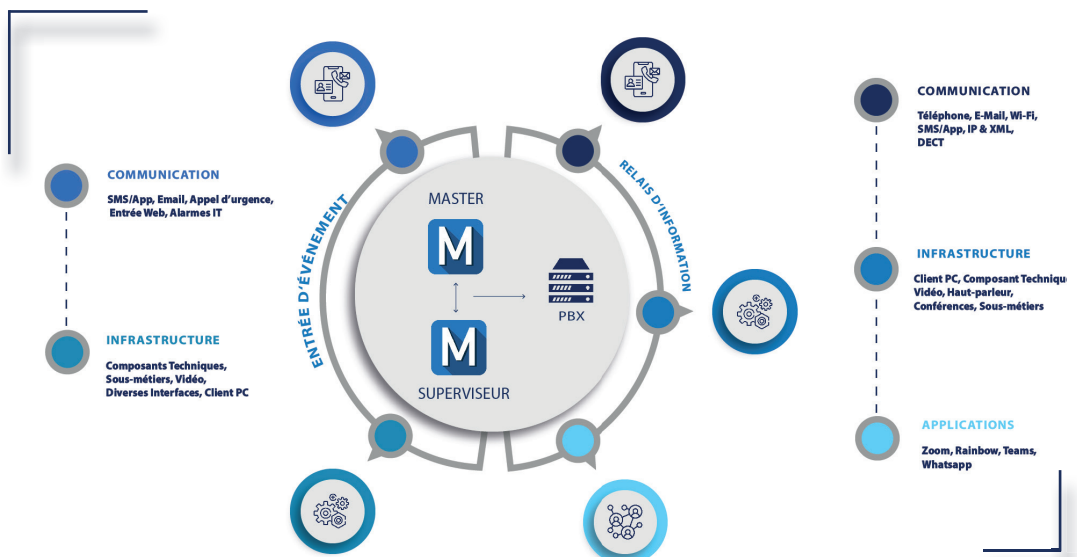 COMMUNICATION
SMS/App, Email, Appel d'urgence,
Entrée Web, Alarmes IT
INFRASTRUCTURE
Composants Techniques,
Sous-métiers, Vidéo,
Diverses Interfaces, Client PC
ENTRÉE D'ÉVÉNEMENT
MASTER
M
M
SUPERVISEUR
PBX
RELAIS D'INFORMATION
COMMUNICATION
Téléphone, E-Mail, Wi-Fi,
SMS/App, IP & XML,
DECT
INFRASTRUCTURE
Client PC, Composant Techniqu
Vidéo, Haut-parleur,
Conférences, Sous-métiers
APPLICATIONS
Zoom, Rainbow, Teams,
Whatsapp